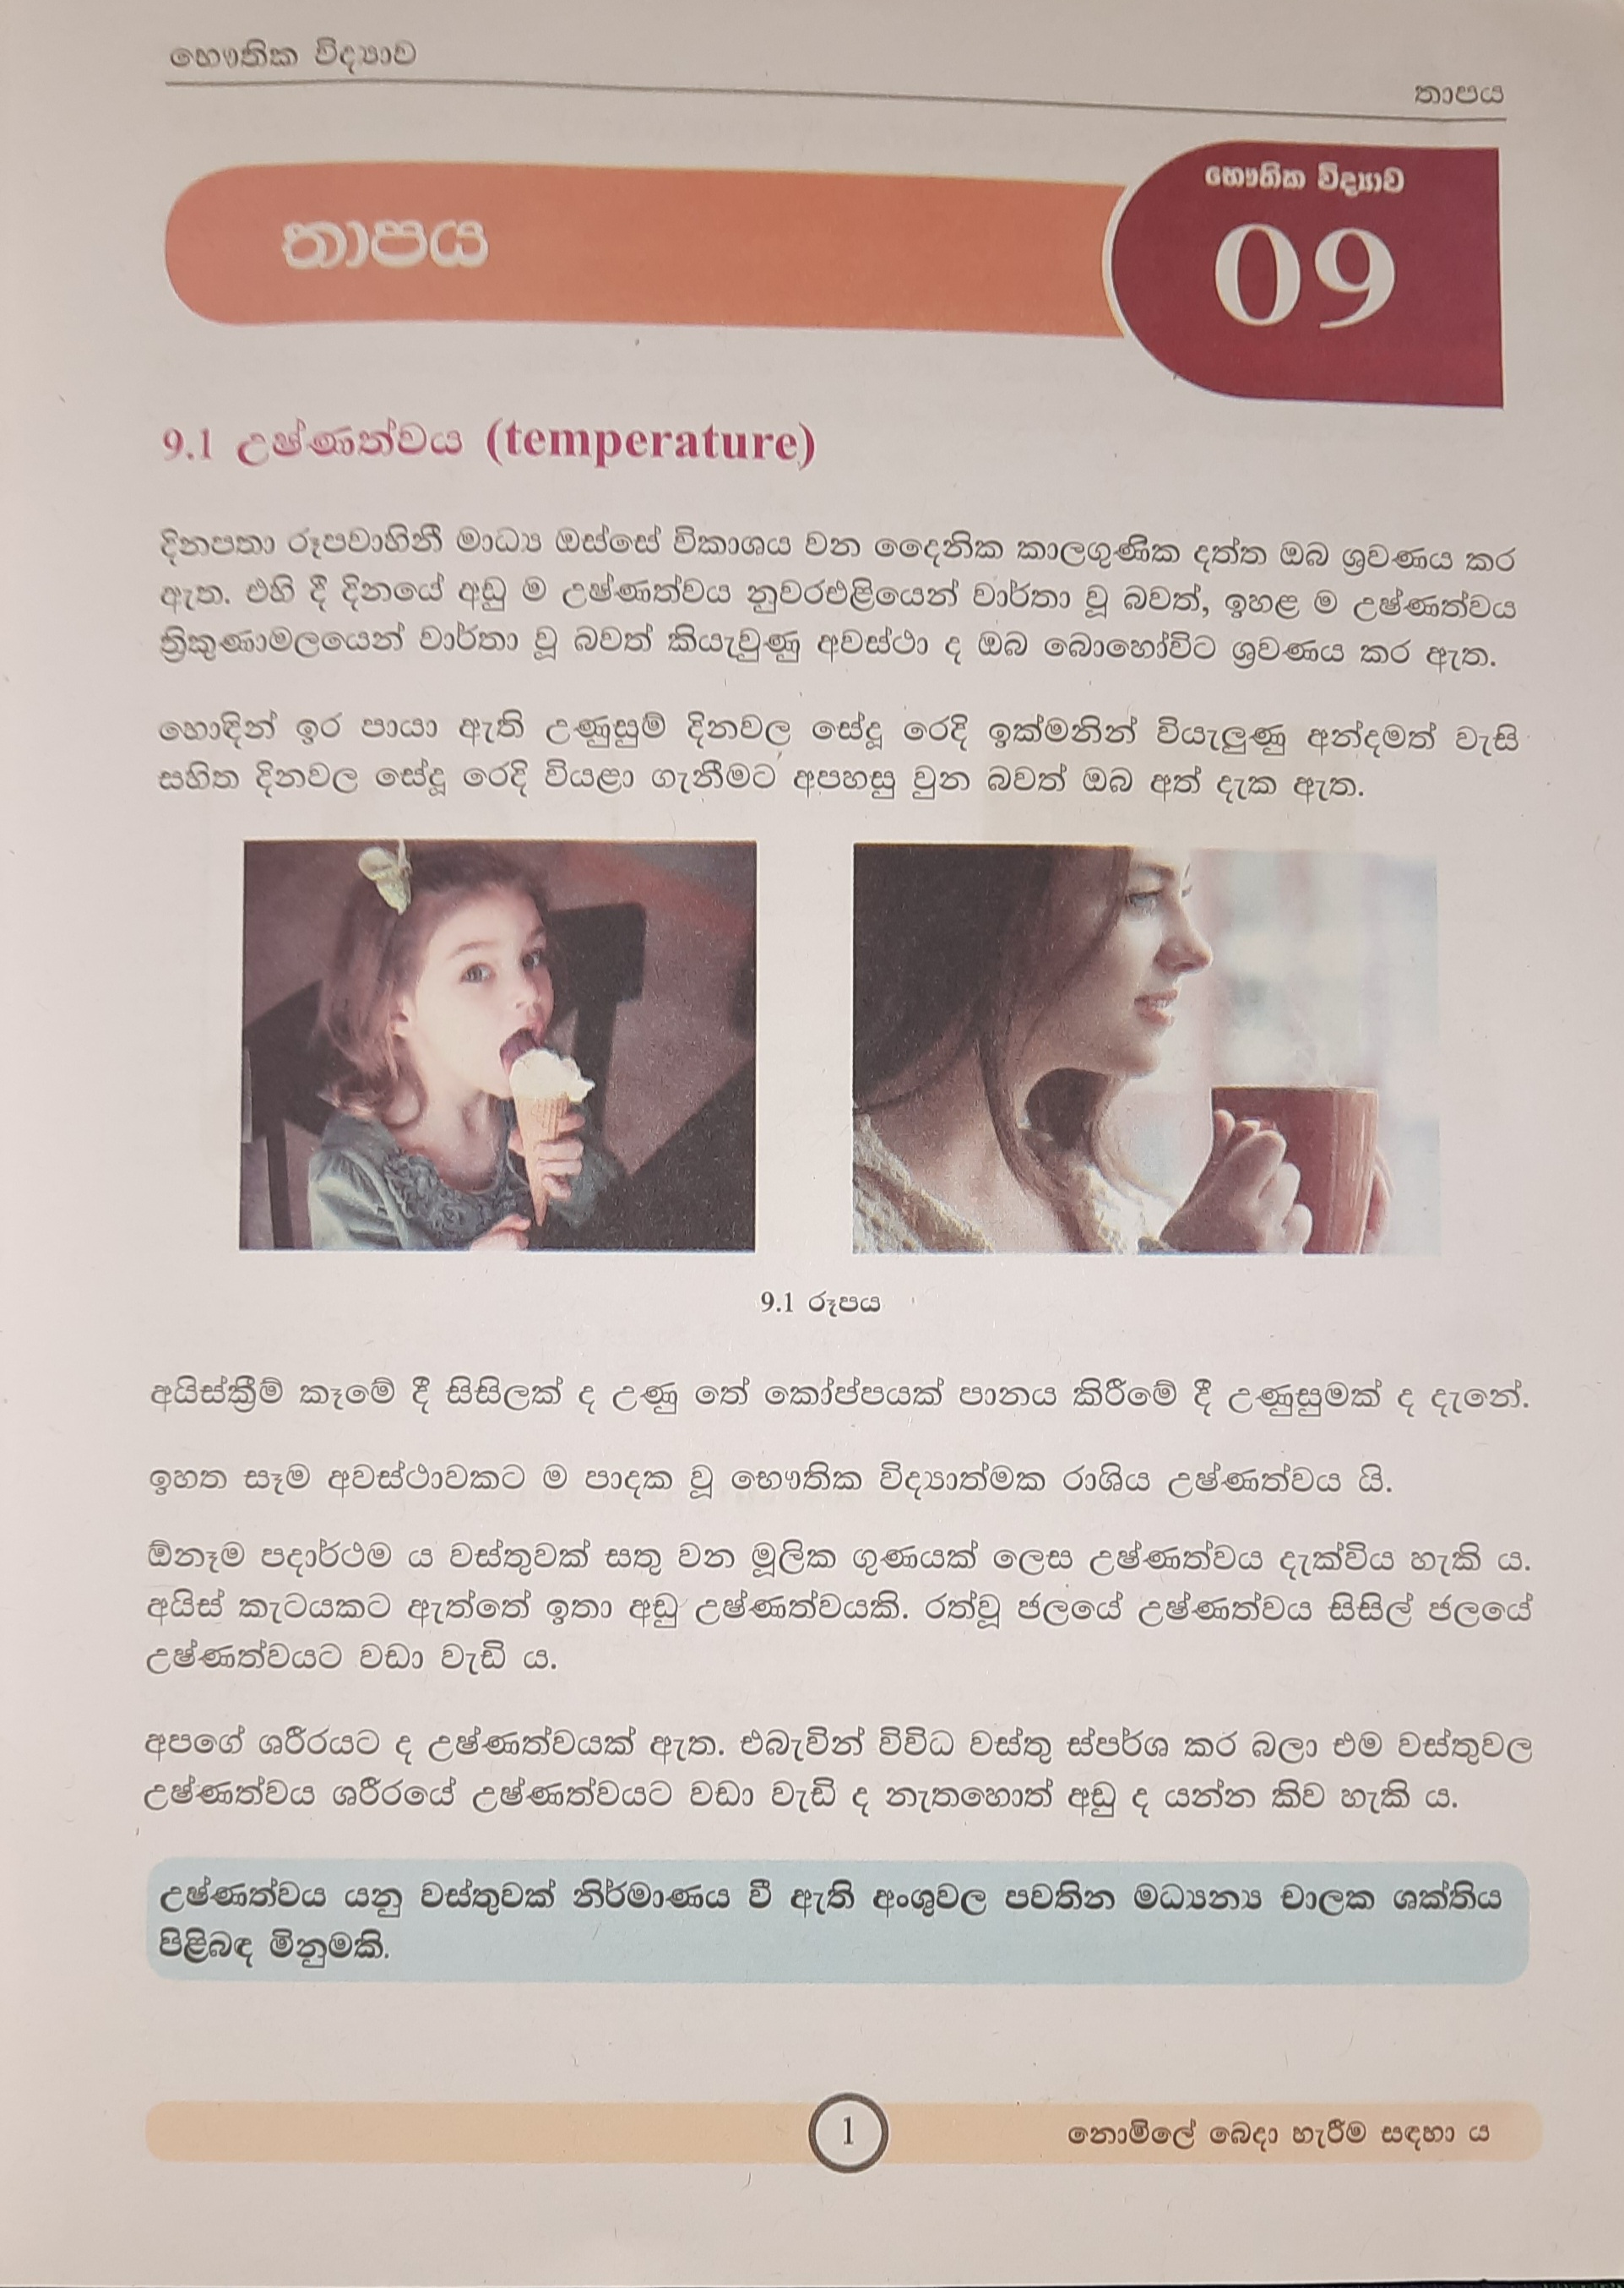 භෞතික විද්‍යාව
තාපය
භෞතික විද්‍යාව
තාපය
09
9.1 උෂ්ණත්වය (temperature)
දිනපතා රූපවාහිනී මාධ්‍ය ඔස්සේ විකාශය වන දෛනික කාලගුණික දත්ත ඔබ ශ්‍රවණය කර
ඇත. එහි දී දිනයේ අඩු ම උෂ්ණත්වය නුවරඑළියෙන් වාර්තා වූ බවත්, ඉහළ ම උෂ්ණත්වය
ත්‍රිකුණාමලයෙන් වාර්තා වූ බවත් කියැවුණු අවස්ථා ද ඔබ බොහෝවිට ශ්‍රවණය කර ඇත.
හොඳින් ඉර පායා ඇති උණුසුම් දිනවල සේදූ රෙදි ඉක්මනින් වියැලුණු අන්දමත් වැසි
සහිත දිනවල සේදූ රෙදි වියළා ගැනීමට අපහසු වුන බවත් ඔබ අත් දැක ඇත.
9.1 රූපය
අයිස්ක්‍රීම් කෑමේ දී සිසිලක් ද උණු තේ කෝප්පයක් පානය කිරීමේ දී උණුසුමක් ද දැනේ.
ඉහත සෑම අවස්ථාවකට ම පාදක වූ භෞතික විද්‍යාත්මක රාශිය උෂ්ණත්වය යි.
ඕනෑම පදාර්ථම ය වස්තුවක් සතු වන මූලික ගුණයක් ලෙස උෂ්ණත්වය දැක්විය හැකි ය.
අයිස් කැටයකට ඇත්තේ ඉතා අඩු උෂ්ණත්වයකි. රත්වූ ජලයේ උෂ්ණත්වය සිසිල් ජලයේ
උෂ්ණත්වයට වඩා වැඩි ය.
අපගේ ශරීරයට ද උෂ්ණත්වයක් ඇත. එබැවින් විවිධ වස්තු ස්පර්ශ කර බලා එම වස්තුවල
උෂ්ණත්වය ශරීරයේ උෂ්ණත්වයට වඩා වැඩි ද නැතහොත් අඩු ද යන්න කිව හැකි ය.
උෂ්ණත්වය යනු වස්තුවක් නිර්මාණය වී ඇති අංශුවල පවතින මධ්‍යන්‍ය චාලක ශක්තිය
පිළිබඳ මිනුමකි.
1
නොමිලේ බෙදා හැරීම සඳහා ය